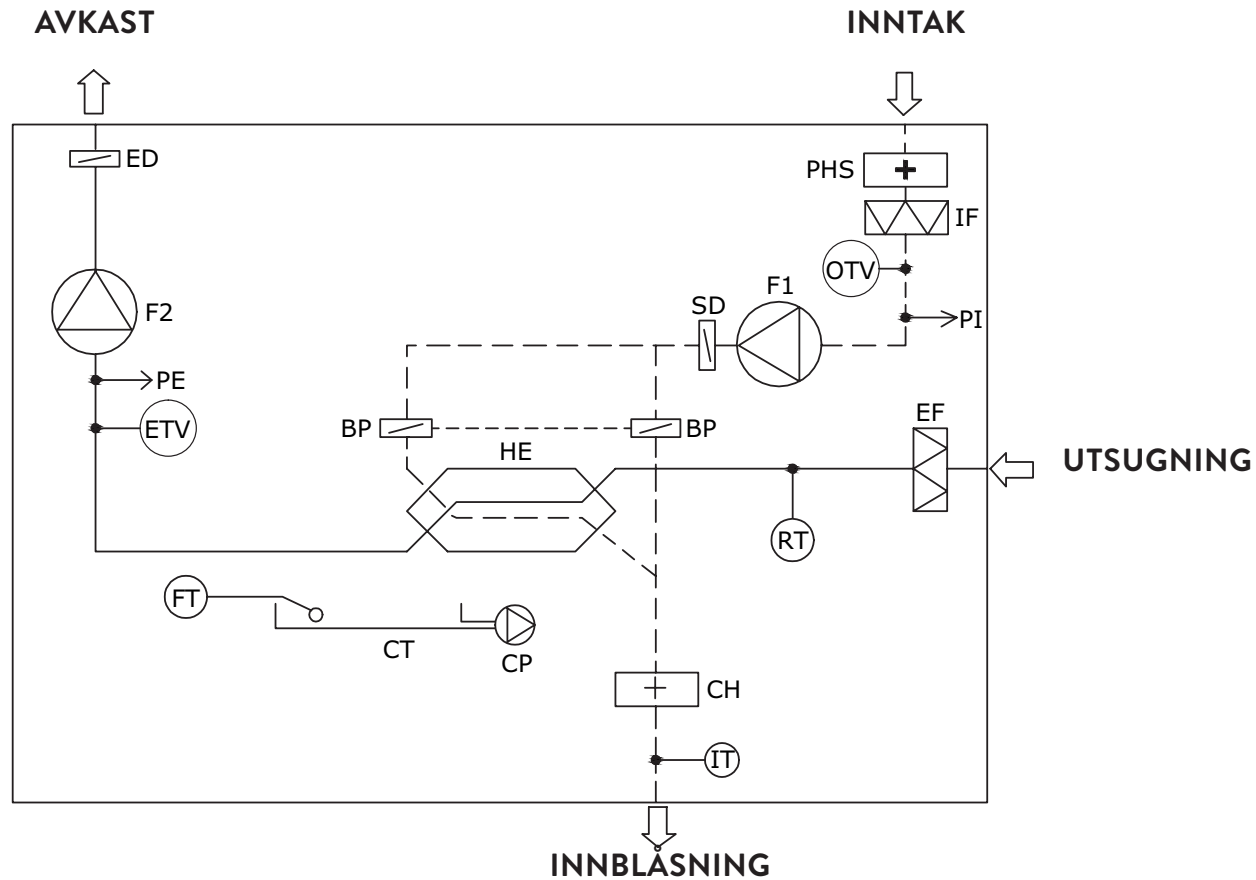 AVKAST
INNTAK
ED
PHS
IF
OTV
F1
F2
SD
PI
PE
EF
BP
BP
ETV
HE
UTSUGNING
RT
FT
CT
CP
CH
IT
INNBLÅSNING